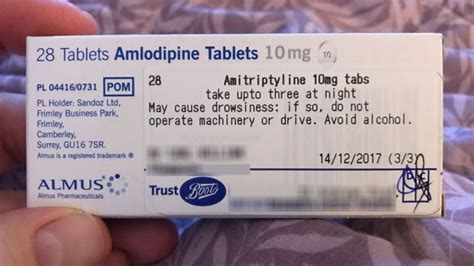 28 Tablets Amlodipine Tablets 10mg 10
PL 04416/0731 POM
PL Holder: Sandoz Ltd,
Frimley Business Park,
Frimley,
Camberley,
Surrey, GU16 7SR.
Almus is a registered trademark ®
ALMUS
Almus Pharmaceuticals
28 Amitriptyline 10mg tabs
take upto three at night
May cause drowsiness: if so, do not
operate machinery or drive. Avoid alcohol.
14/12/2017 (3/3)
Trust Boots